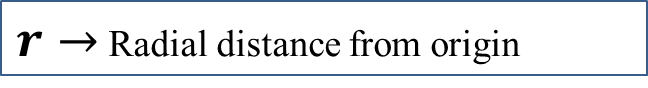 r → Radial distance from origin